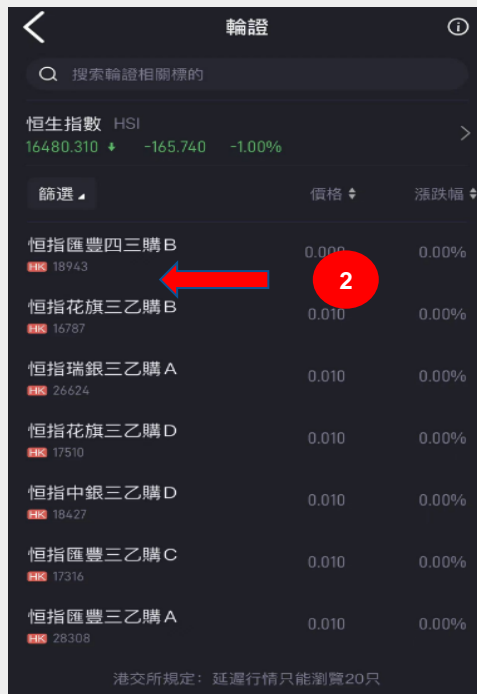 輪證
搜索輪證相關標的
恒生指數 HSI
16480.310 -165.740 -1.00%
篩選 價格 漲跌幅
恒指匯豐四三購B 0.00%
HK 18943
2
恒指花旗三乙購B 0.010 0.00%
HK 16787
恒指瑞銀三乙購A 0.010 0.00%
HK 26624
恒指花旗三乙購D 0.010 0.00%
HK 17510
恒指中銀三乙購D 0.010 0.00%
HK 18427
恒指匯豐三乙購C 0.010 0.00%
HK 17316
恒指匯豐三乙購A 0.010 0.00%
HK 28308
港交所規定：延遲行情只能瀏覽20只